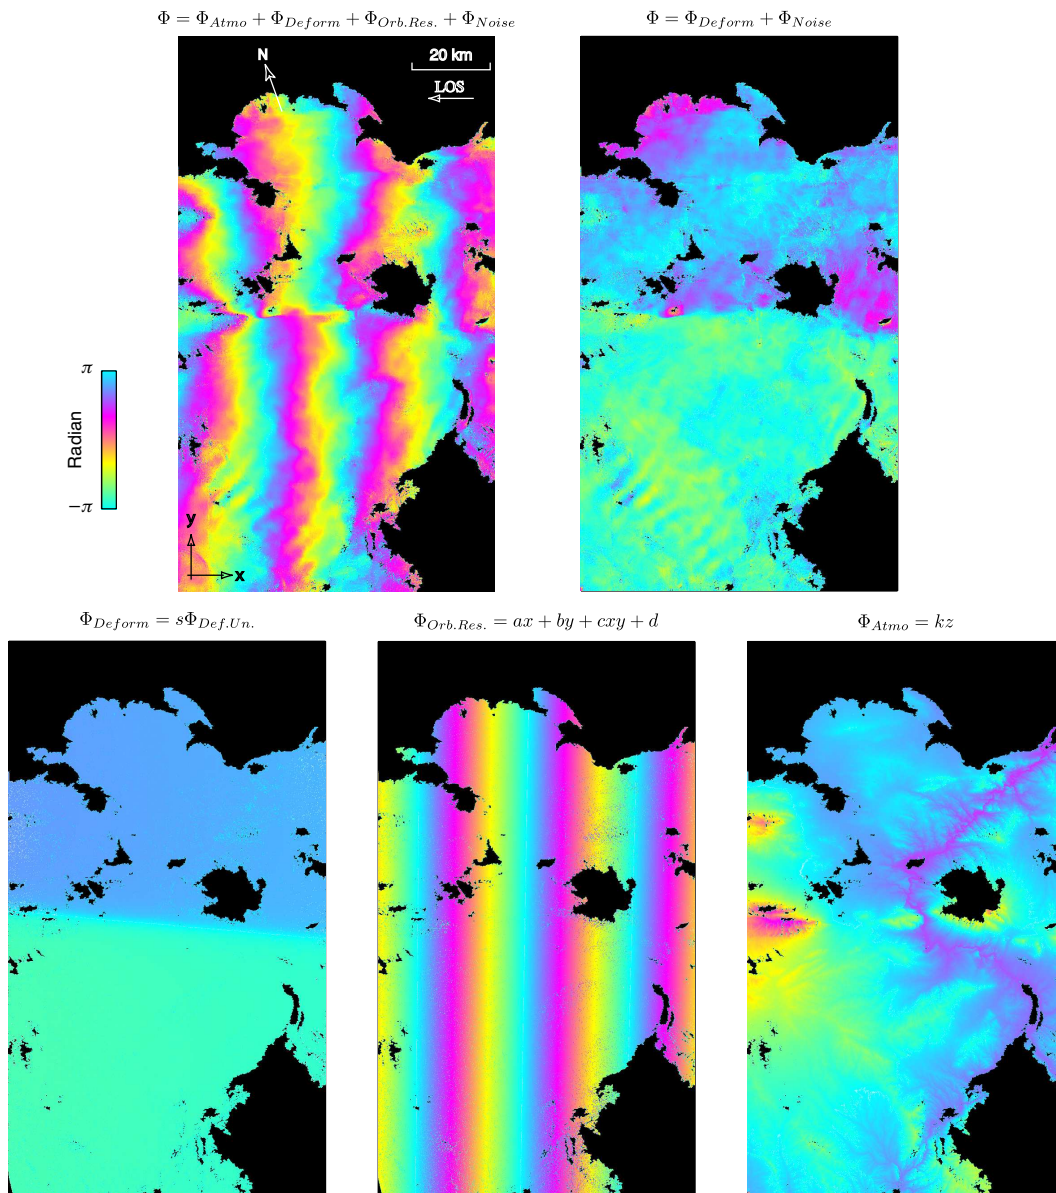 Φ = Φ_Atmo + Φ_Deform + Φ_Orb.Res. + Φ_Noise
Φ = Φ_Deform + Φ_Noise
N
20 km
LOS
π
Radian
−π
y
x
Φ_Deform = sΦ_Def.Un.
Φ_Orb.Res. = ax + by + cxy + d
Φ_Atmo = kz